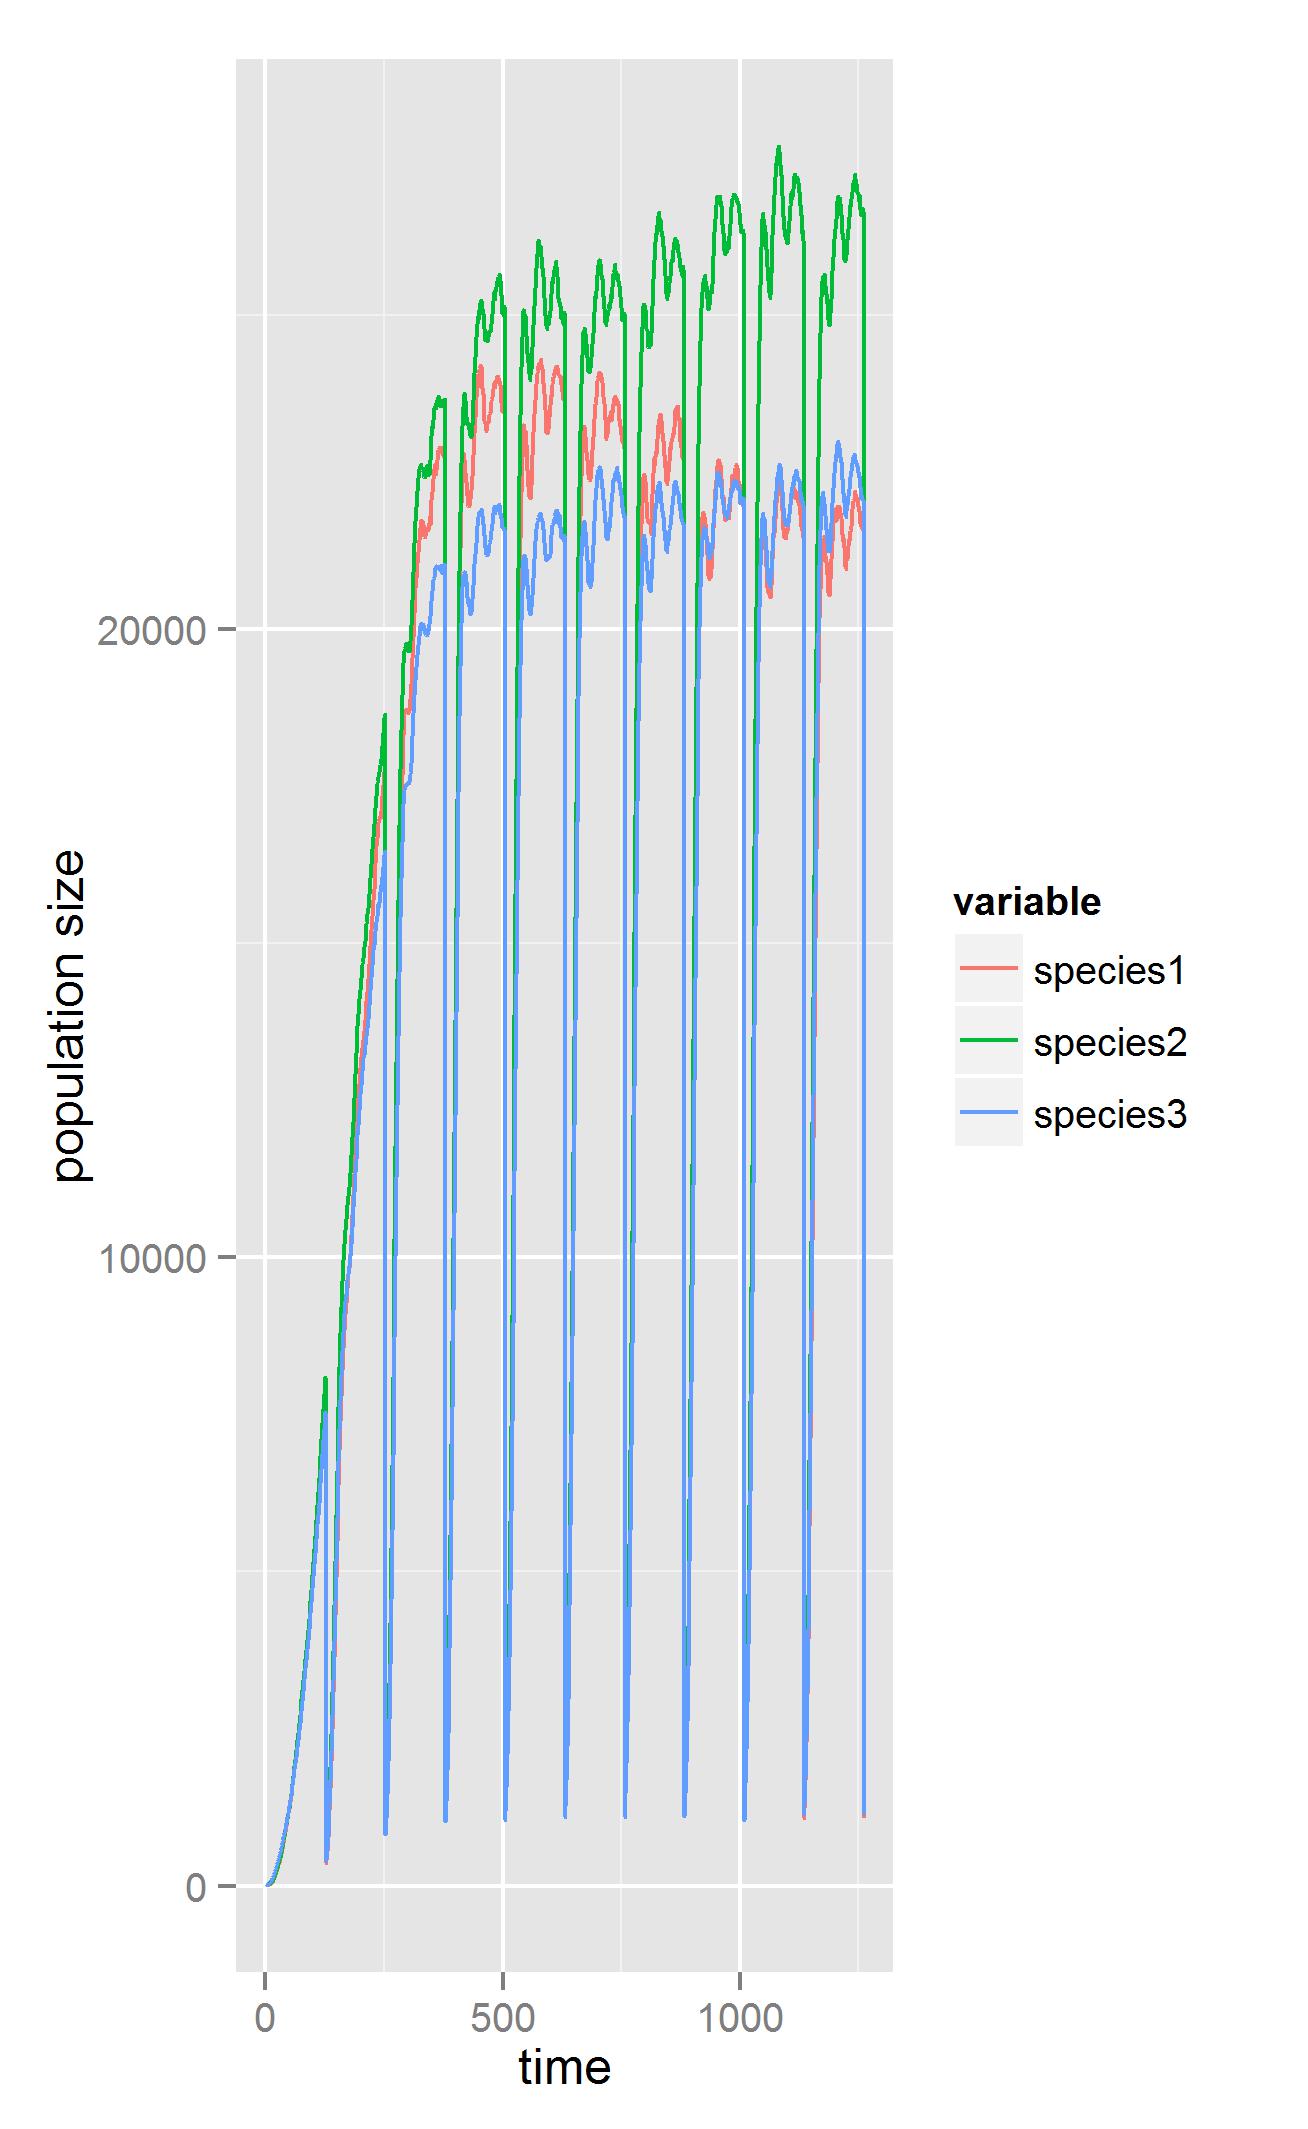 population size
20000
10000
0
0 500 1000
time
variable
species1
species2
species3